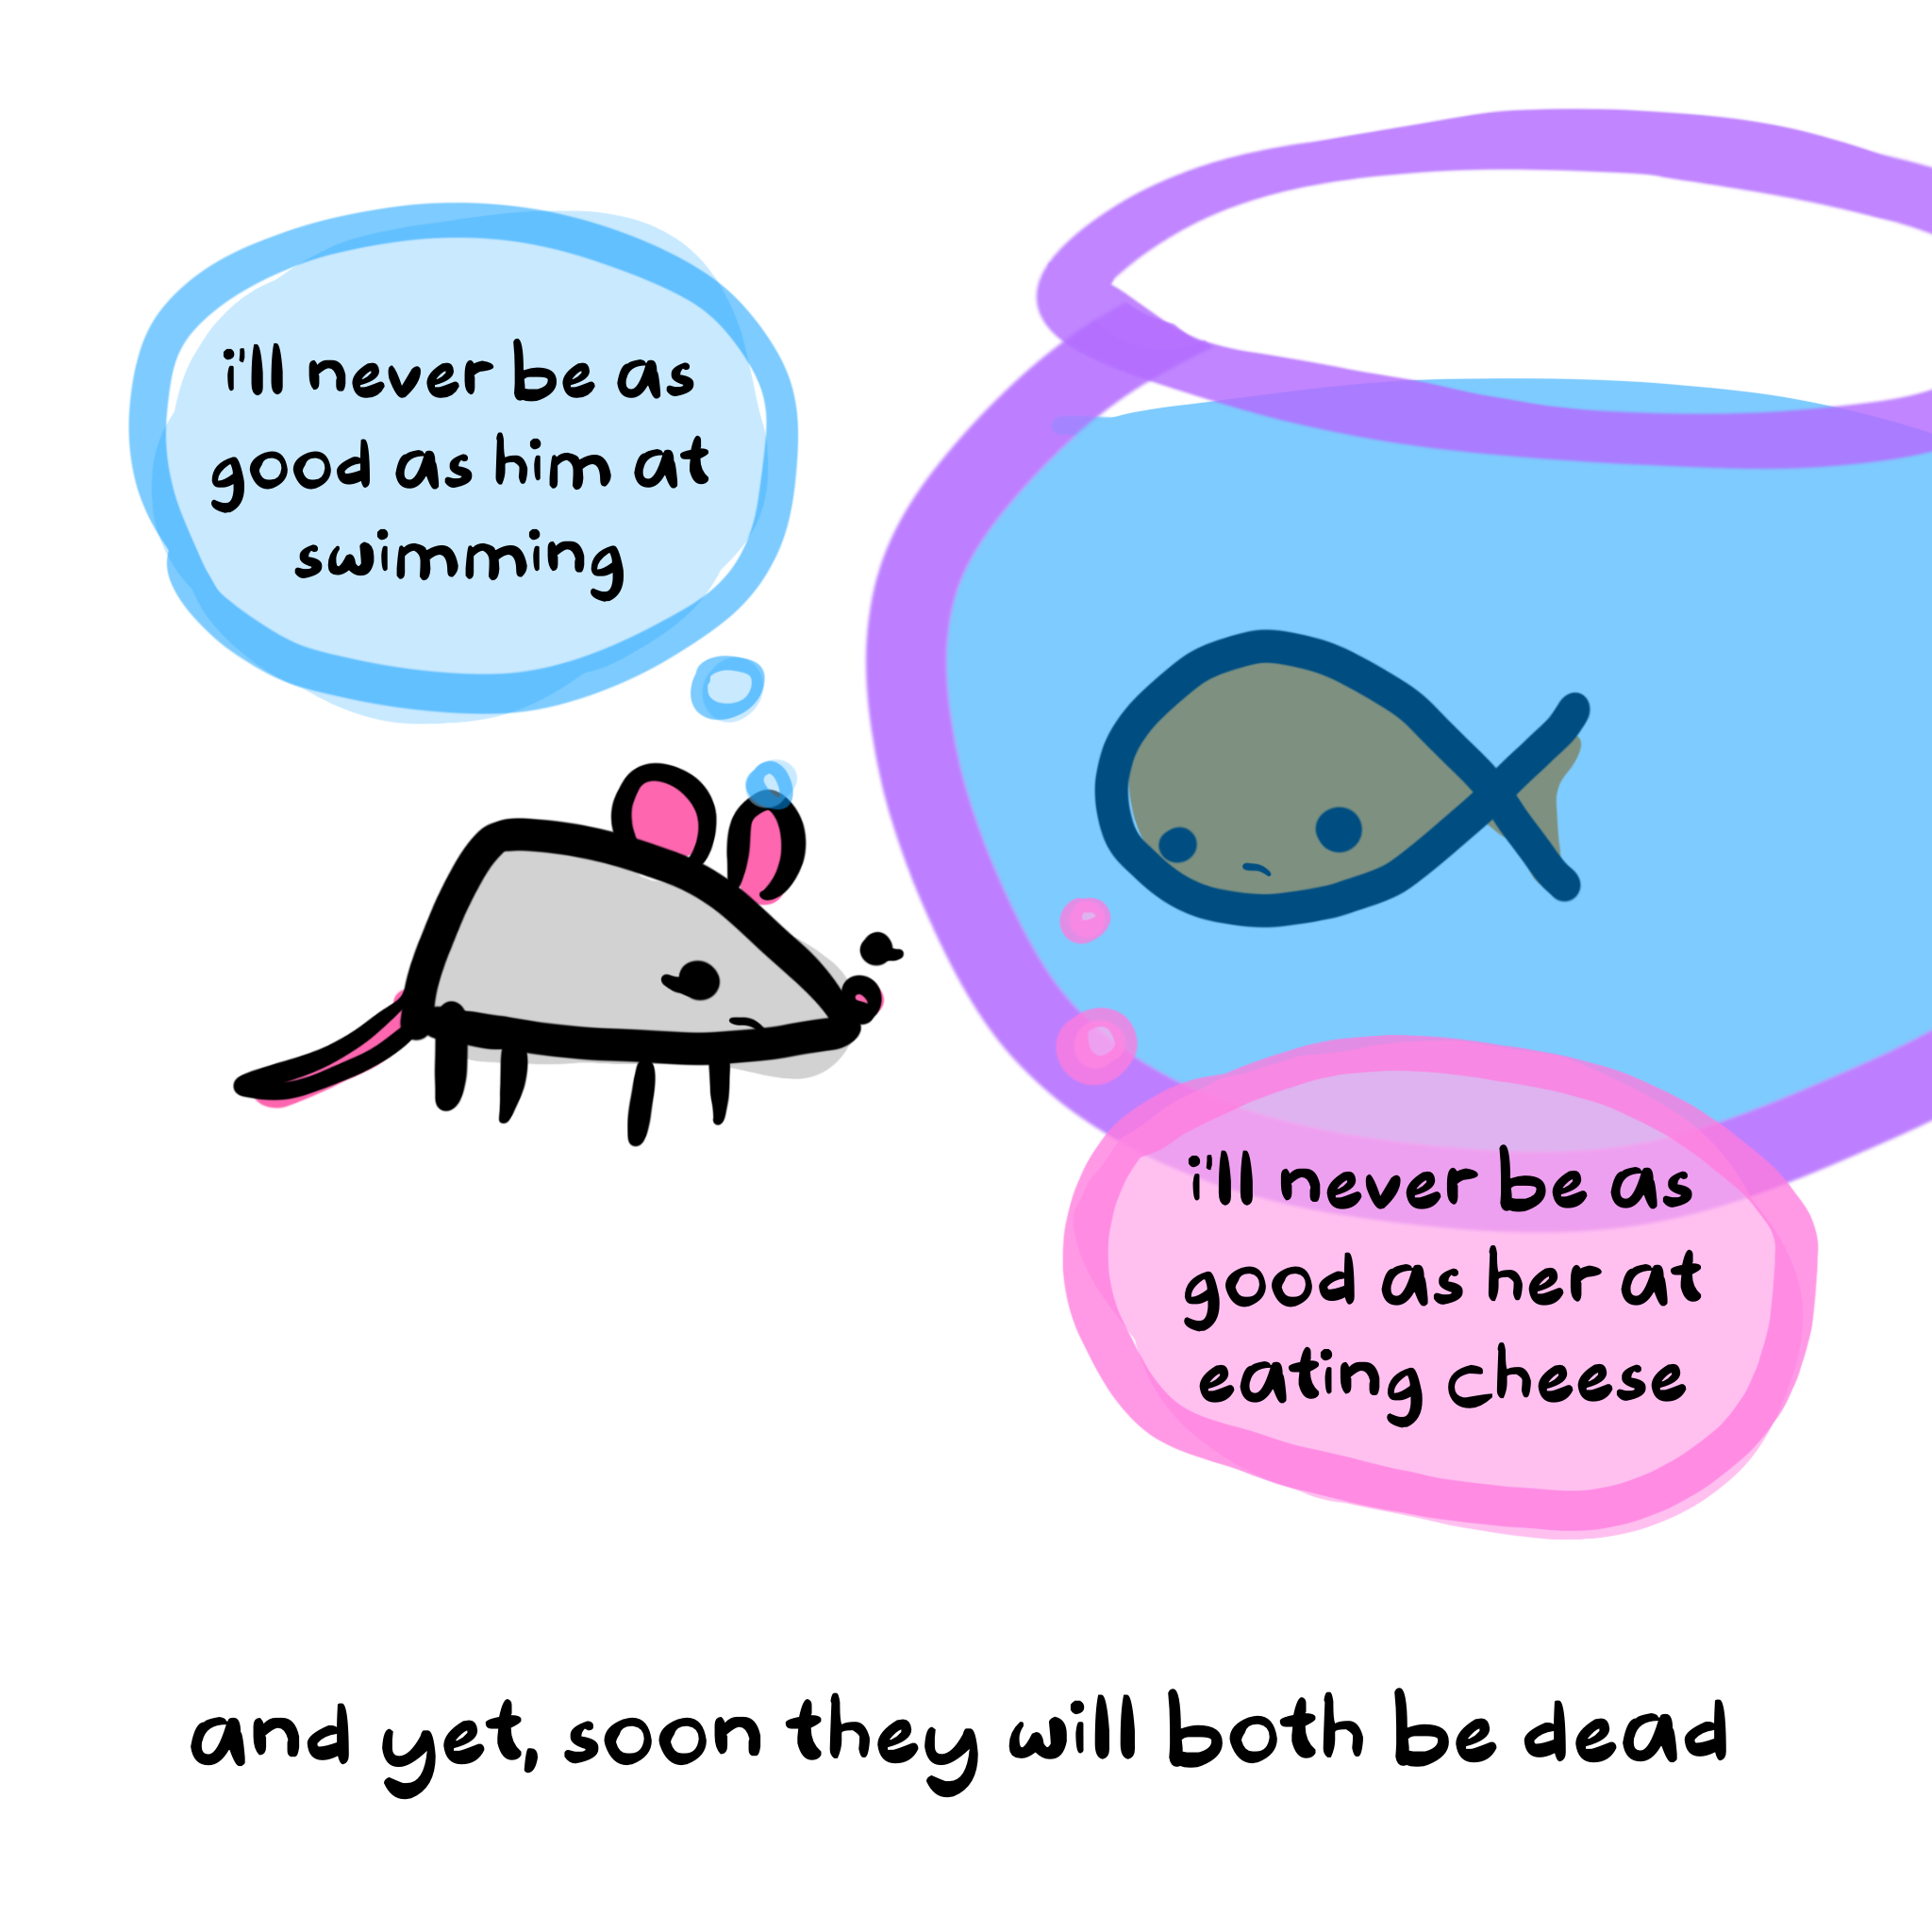 i'll never be as
good as him at
swimming
i'll never be as
good as her at
eating cheese
and yet, soon they will both be dead